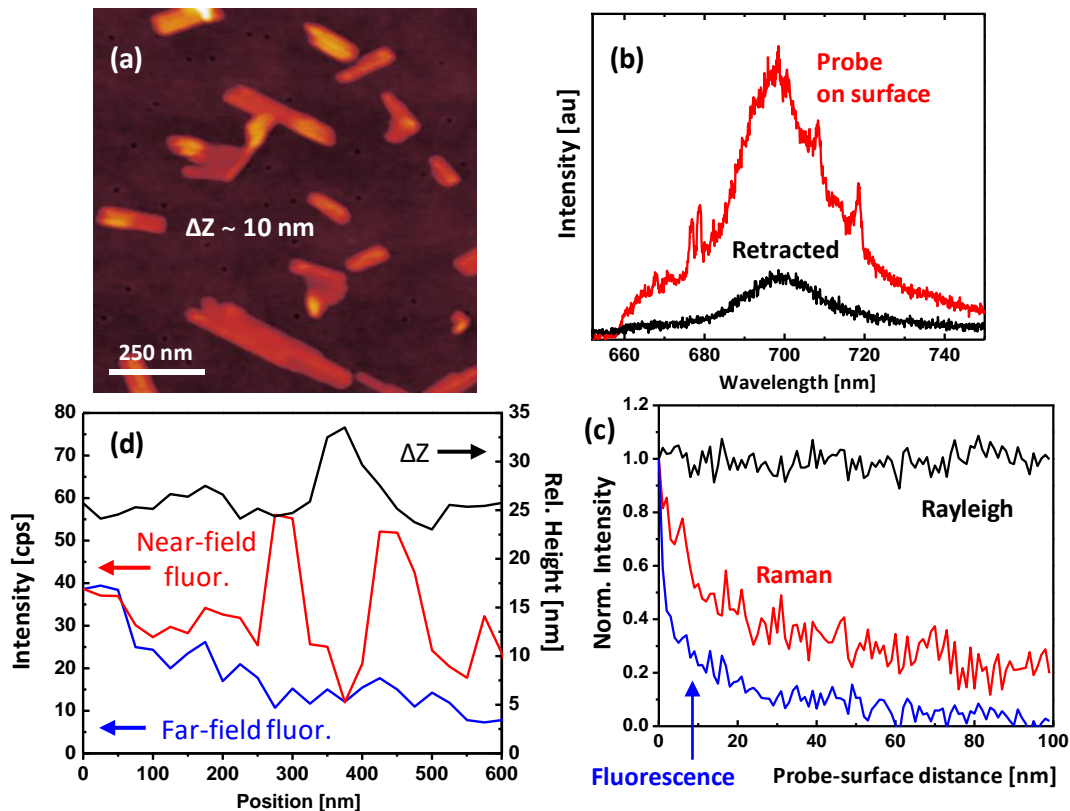 (a)
ΔZ ~ 10 nm
250 nm
(b)
Probe
on surface
Retracted
Intensity [au]
660 680 700 720 740
Wavelength [nm]
(d)
ΔZ
Near-field
fluor.
Far-field fluor.
80
70
60
50
40
30
20
10
0
Intensity [cps]
35
30
25
20
15
10
5
0
Rel. Height [nm]
0 100 200 300 400 500 600
Position [nm]
(c)
Rayleigh
Raman
Fluorescence
1.2
1.0
0.8
0.6
0.4
0.2
0.0
Norm. Intensity
0 20 40 60 80 100
Probe-surface distance [nm]